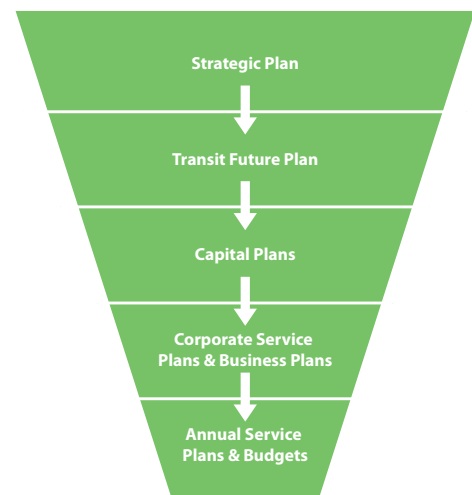 Strategic Plan
Transit Future Plan
Capital Plans
Corporate Service
Plans & Business Plans
Annual Service
Plans & Budgets